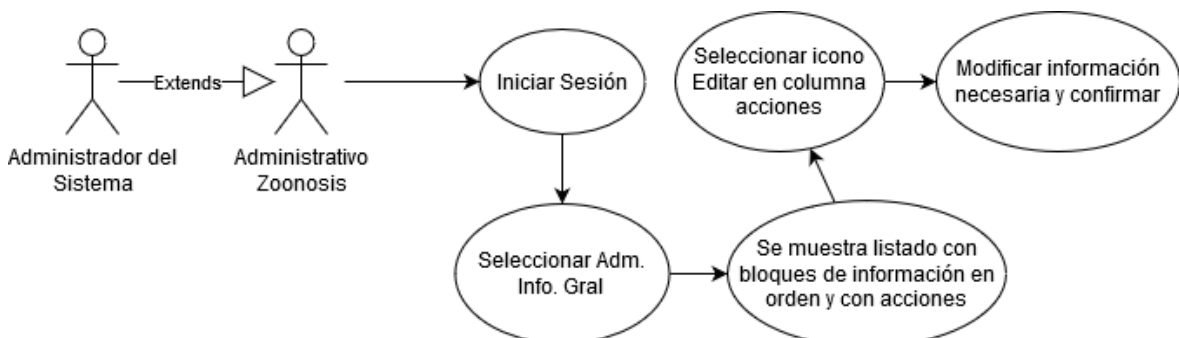 Extends
Administrador del
Sistema
Administrativo
Zoonosis
Iniciar Sesión
Seleccionar Adm.
Info. Gral
Se muestra listado con
bloques de información en
orden y con acciones
Seleccionar icono
Editar en columna
acciones
Modificar información
necesaria y confirmar